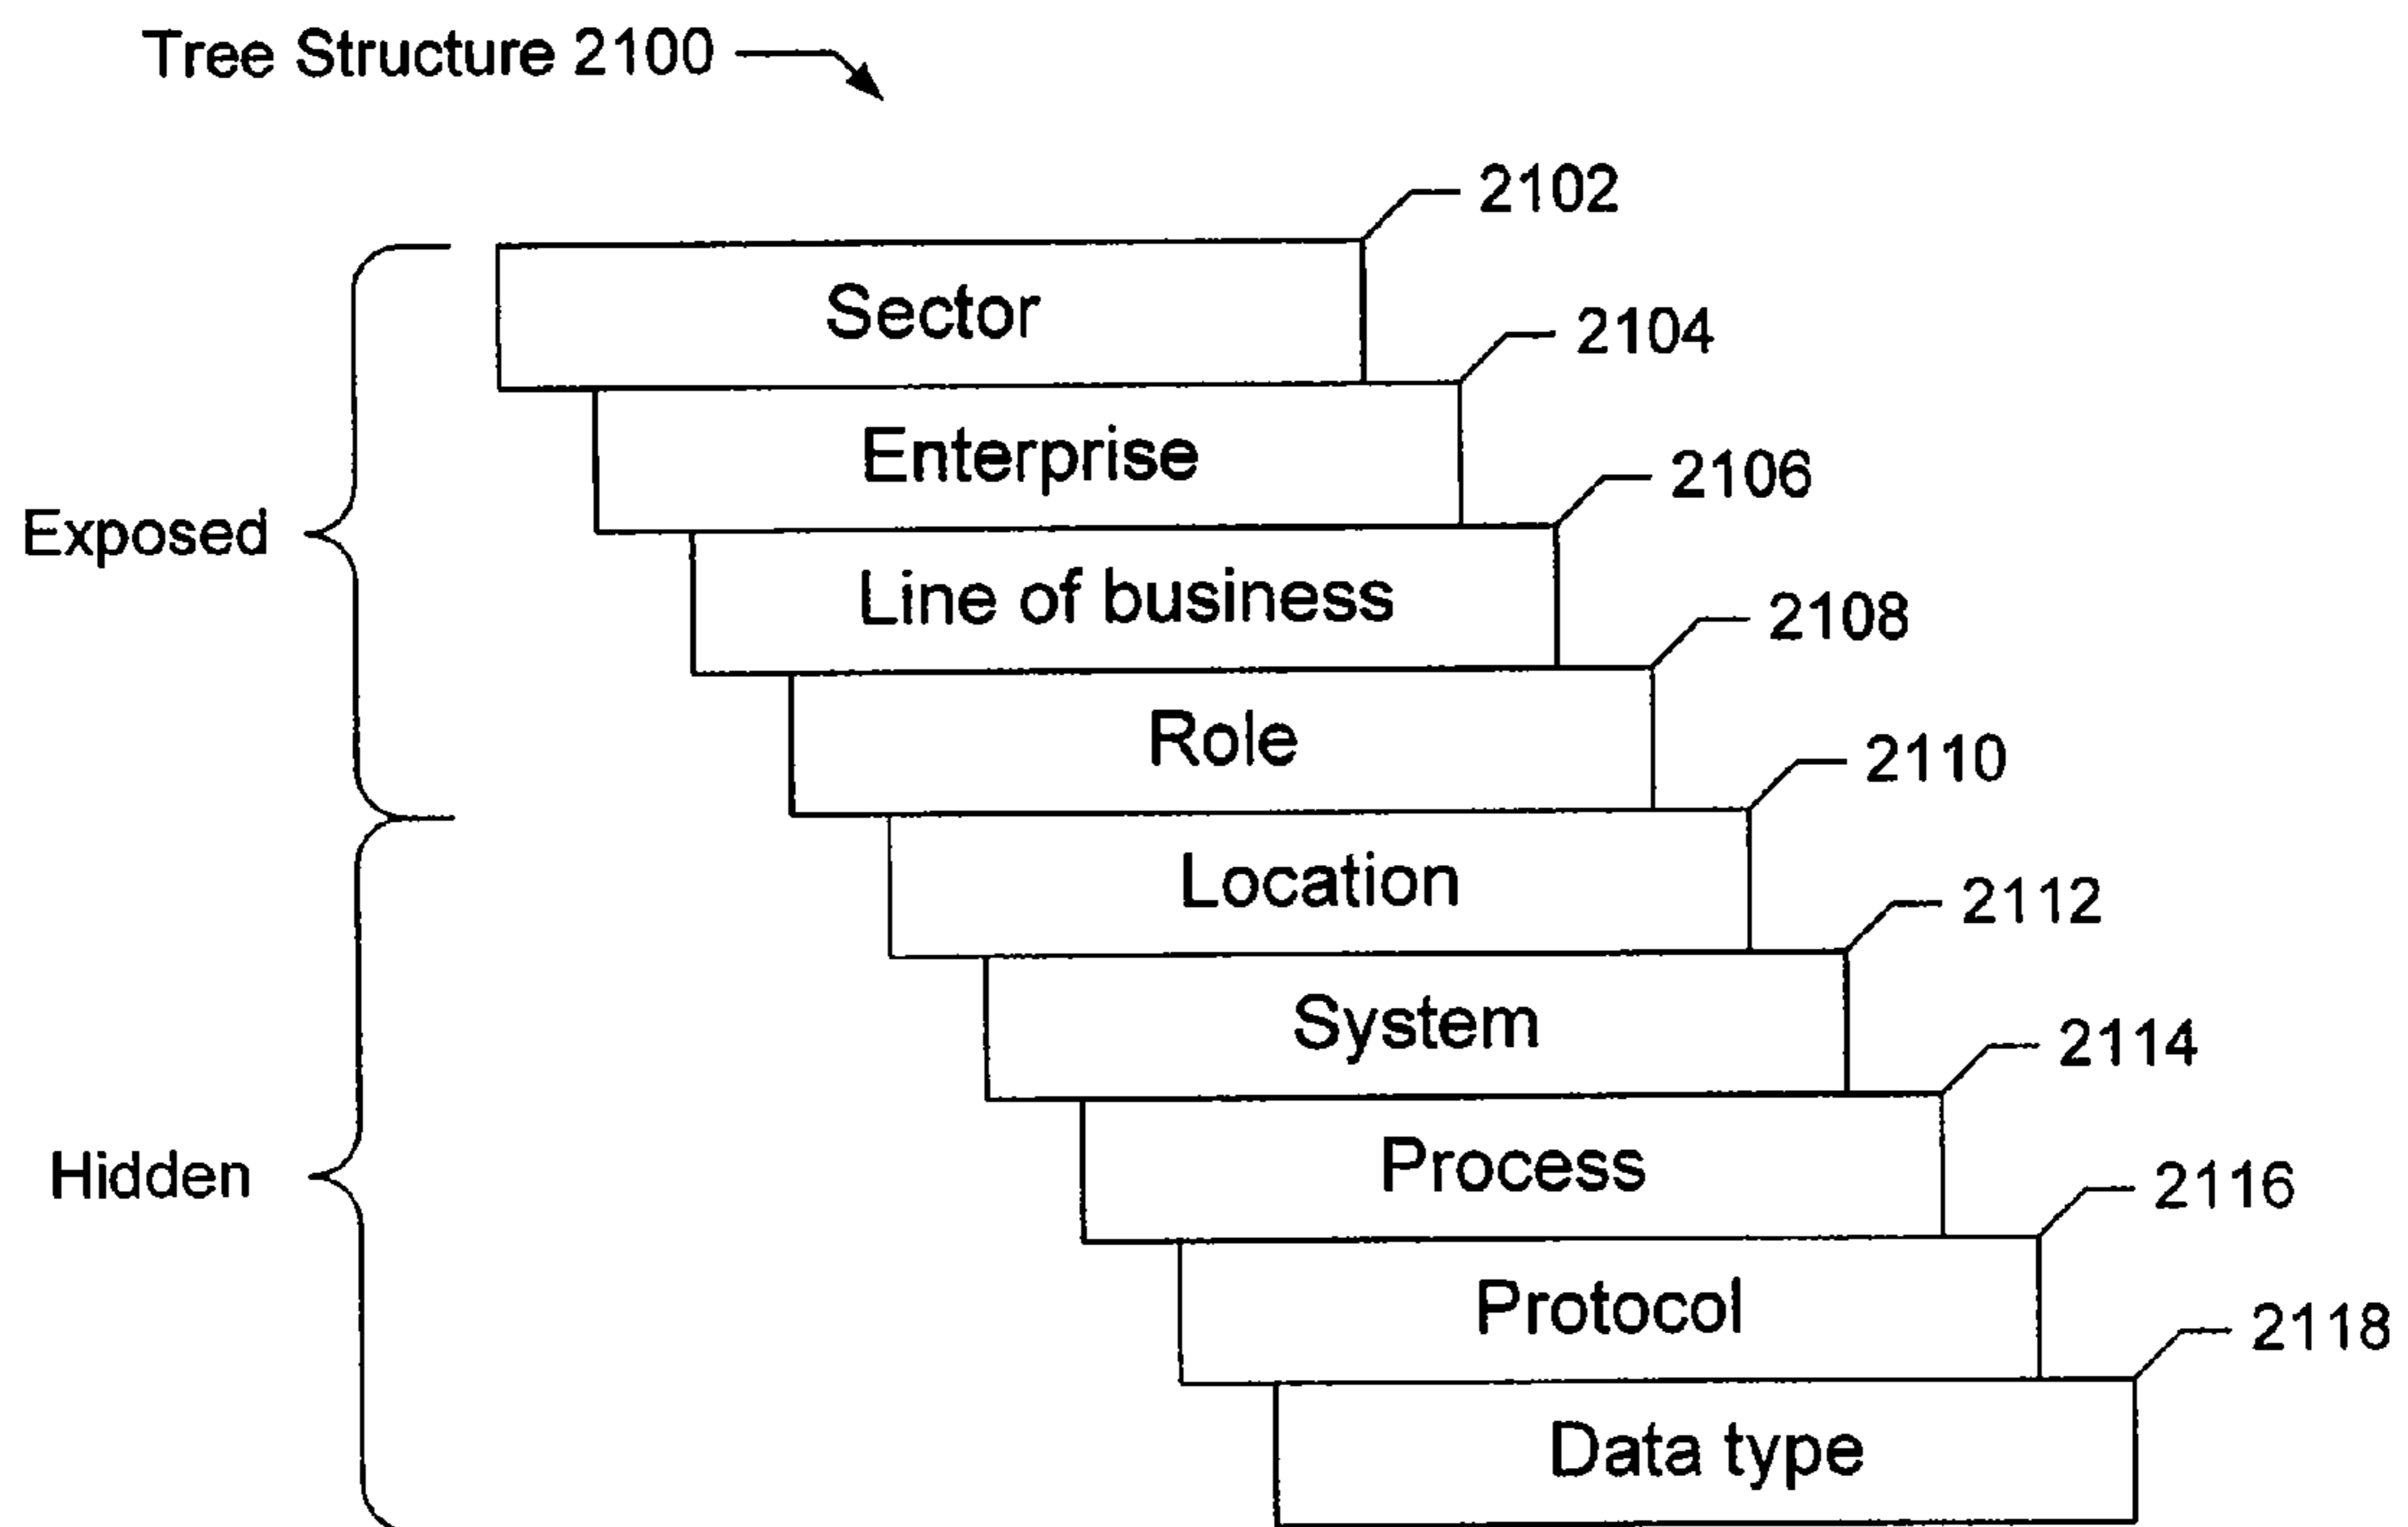 Tree Structure 2100
2102
Sector
2104
Enterprise
2106
Exposed
Line of business
2108
Role
2110
Location
2112
System
2114
Hidden
Process
2116
Protocol
2118
Data type